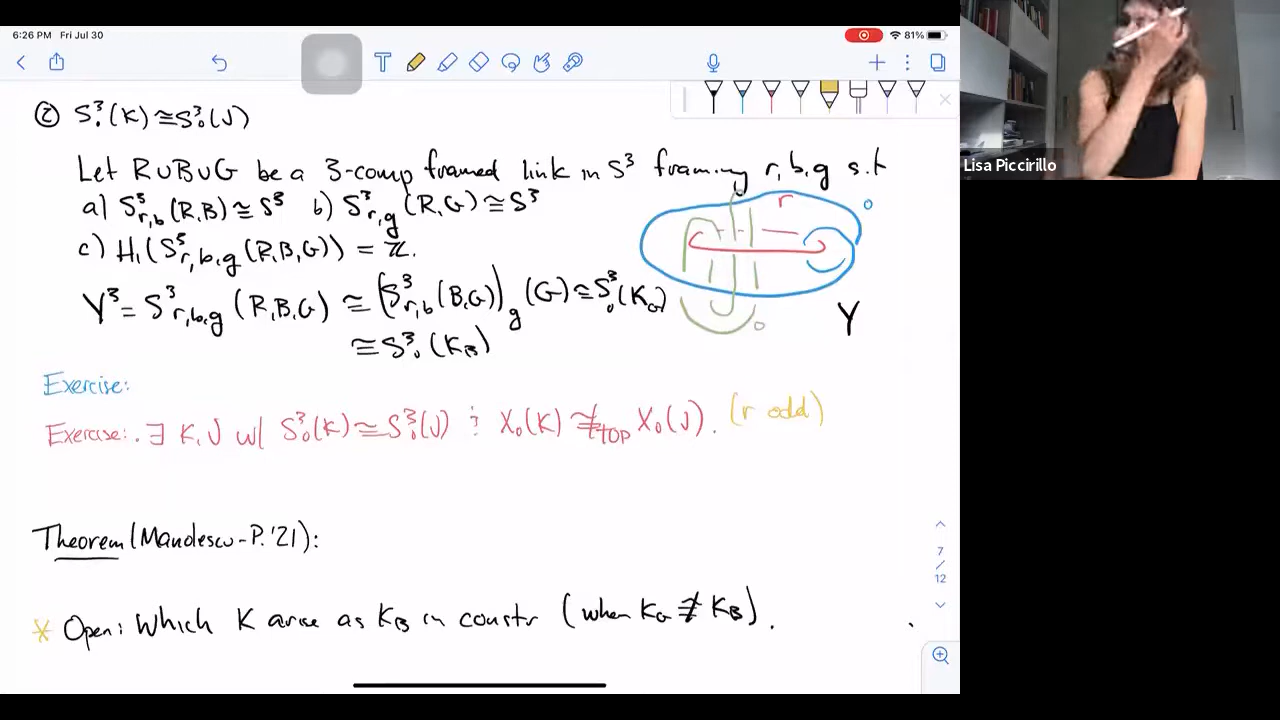 6:26 PM Fri Jul 30
81%
② S³₀(K) ≅ S³₀(J)
Let R∪B∪G be a 3-comp framed link in S³ framing r, b, g s.t
a) S³r,b(R,B) ≅ S³ b) S³r,g(R,G) ≅ S³
c) H₁(S³r,b,g(R,B,G)) = ℤ.
Y³ = S³r,b,g(R,B,G) ≅ (S³r,b(B,G))g(G) ≅ S³₀(K_G)
≅ S³₀(K_B)
r
0
0
Y
Exercise:
Exercise: . ∃ K, J w/ S³₀(K) ≅ S³₀(J) & X₀(K) ≇TOP X₀(J). (r odd)
Theorem (Manolescu-P. '21):
* Open: Which K arise as K_B in constr (when K_G ≢ K_B).
7
/
12
Lisa Piccirillo